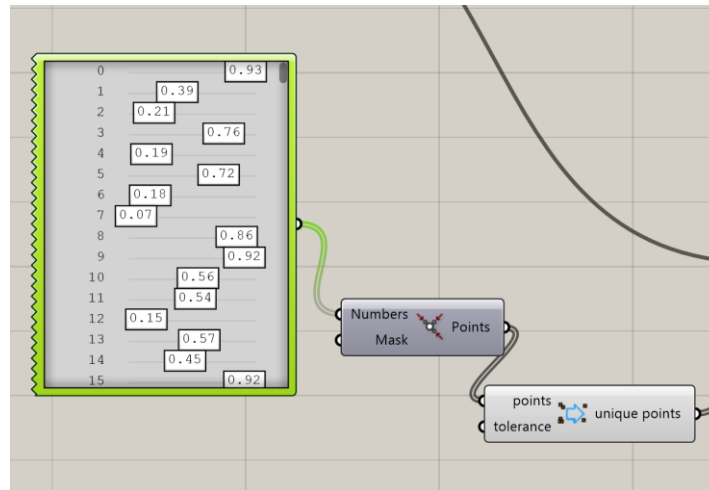 0 0.93
1 0.39
2 0.21
3 0.76
4 0.19
5 0.72
6 0.18
7 0.07
8 0.86
9 0.92
10 0.56
11 0.54
12 0.15
13 0.57
14 0.45
15 0.92
Numbers
Mask
Points
points
tolerance
unique points